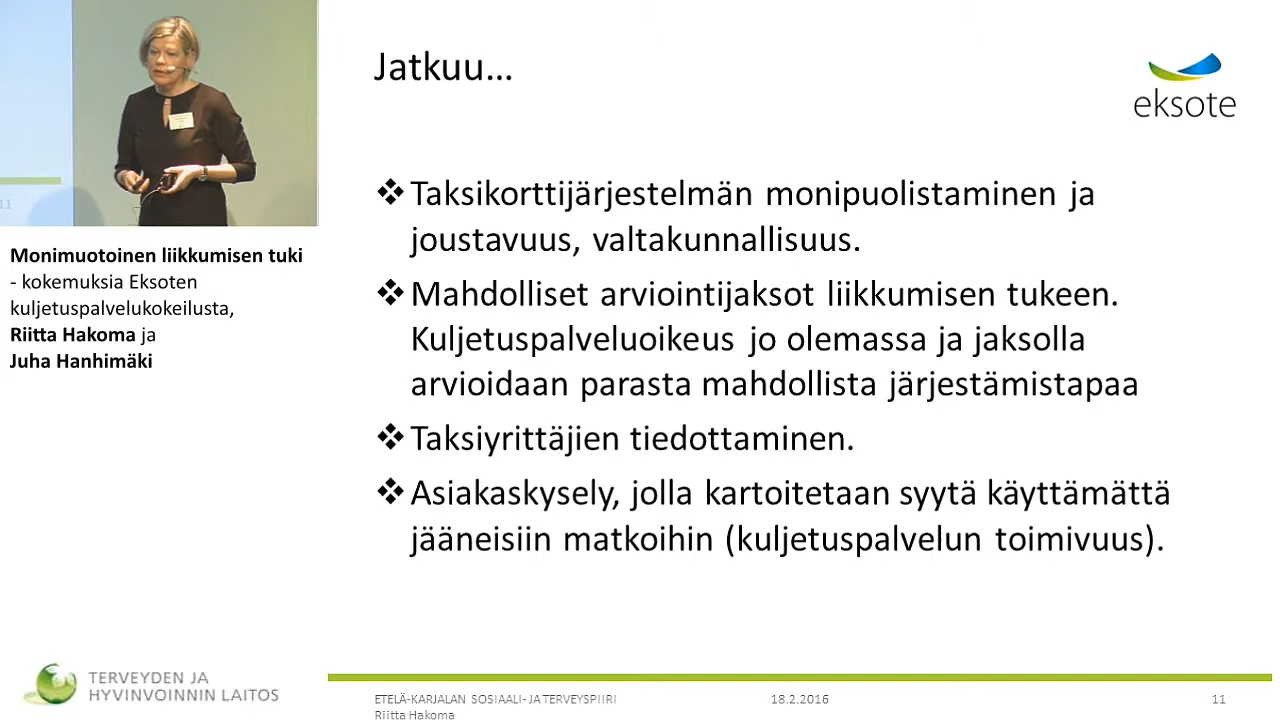 Jatkuu...
eksote
❖ Taksikorttijärjestelmän monipuolistaminen ja
joustavuus, valtakunnallisuus.
❖ Mahdolliset arviointijaksot liikkumisen tukeen.
Kuljetuspalveluoikeus jo olemassa ja jaksolla
arvioidaan parasta mahdollista järjestämistapaa
❖ Taksiyrittäjien tiedottaminen.
❖ Asiakaskysely, jolla kartoitetaan syytä käyttämättä
jääneisiin matkoihin (kuljetuspalvelun toimivuus).
11
Monimuotoinen liikkumisen tuki
- kokemuksia Eksoten
kuljetuspalvelukokeilusta,
Riitta Hakoma ja
Juha Hanhimäki
TERVEYDEN JA
HYVINVOINNIN LAITOS
ETELÄ-KARJALAN SOSIAALI- JA TERVEYSPIIRI
Riitta Hakoma
18.2.2016
11